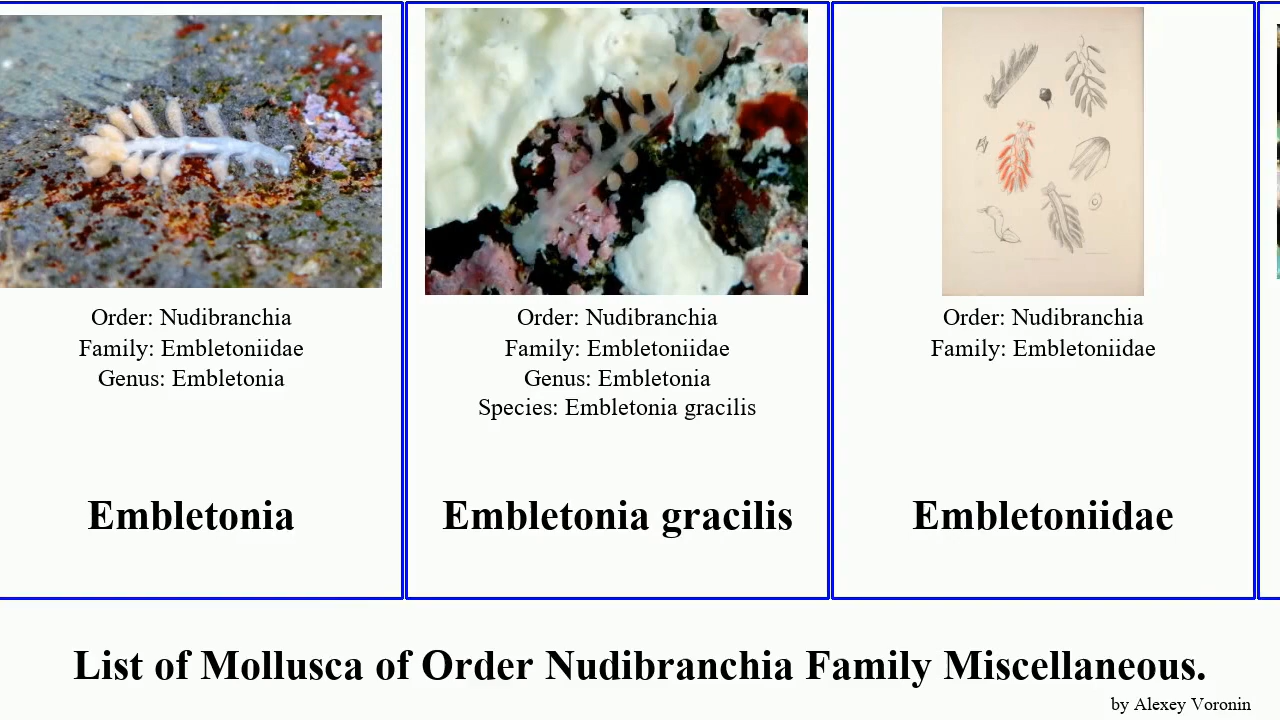 Order: Nudibranchia
Family: Embletoniidae
Genus: Embletonia
Embletonia
Order: Nudibranchia
Family: Embletoniidae
Genus: Embletonia
Species: Embletonia gracilis
Embletonia gracilis
Order: Nudibranchia
Family: Embletoniidae
Embletoniidae
List of Mollusca of Order Nudibranchia Family Miscellaneous.
by Alexey Voronin